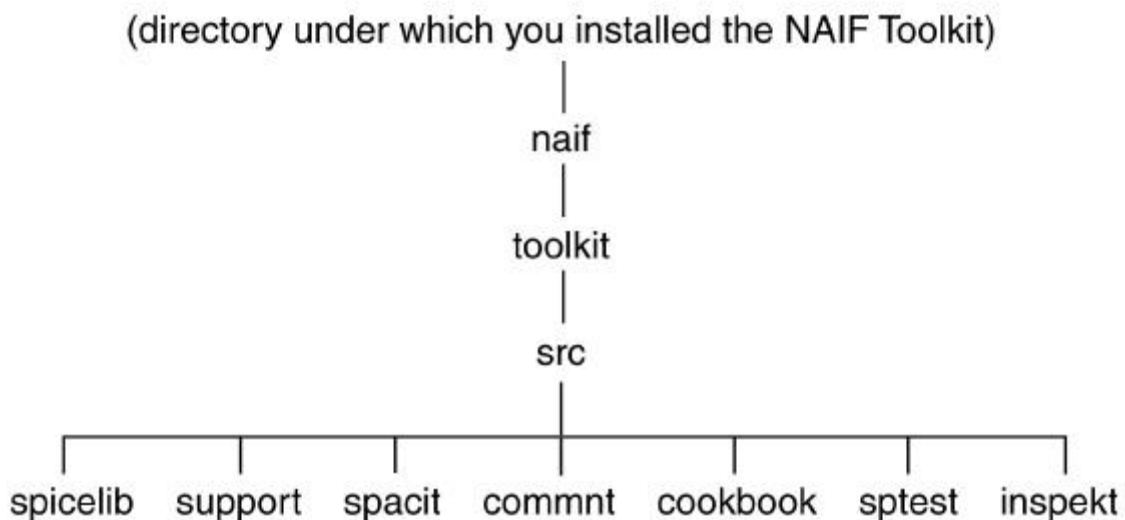 (directory under which you installed the NAIF Toolkit)
naif
toolkit
src
spicelib support spacit commnt cookbook sptest inspekt